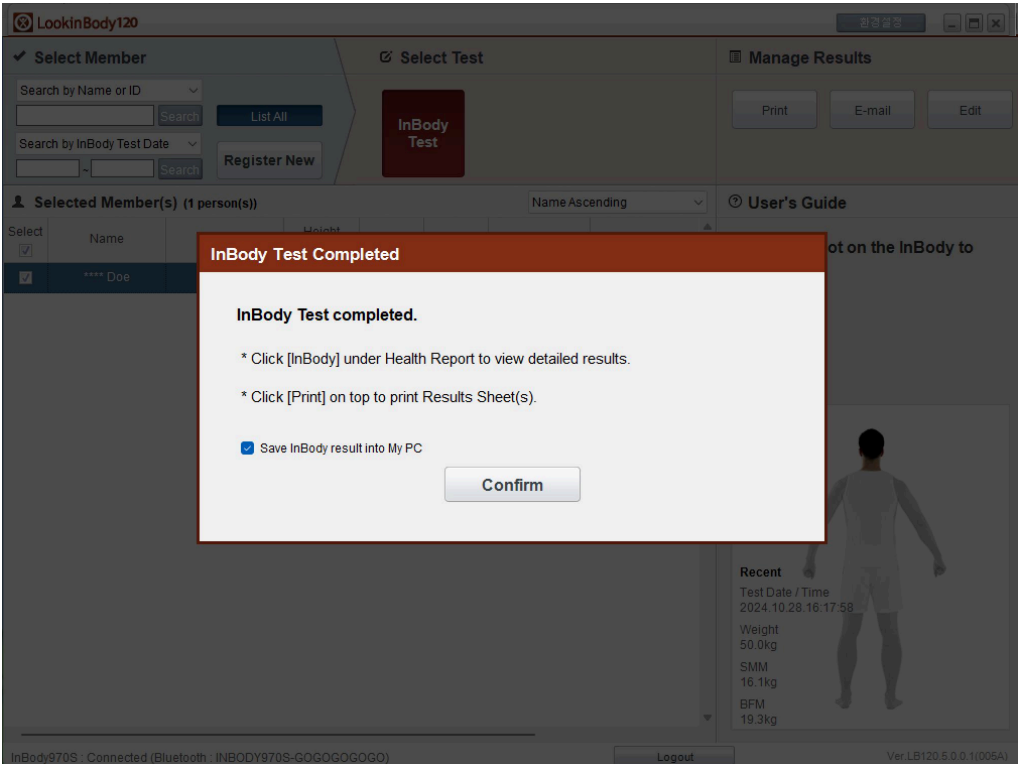 LookinBody120
환경설정
Select Member
Select Test
Manage Results
Search by Name or ID
Search
List All
Search by InBody Test Date
~
Search
Register New
InBody
Test
Print
E-mail
Edit
Selected Member(s) (1 person(s))
Name Ascending
User's Guide
Select
Name
Height
ot on the InBody to
**** Doe
InBody Test Completed
InBody Test completed.
* Click [InBody] under Health Report to view detailed results.
* Click [Print] on top to print Results Sheet(s).
Save InBody result into My PC
Confirm
Recent
Test Date / Time
2024.10.28.16:17:58
Weight
50.0kg
SMM
16.1kg
BFM
19.3kg
InBody970S : Connected (Bluetooth : INBODY970S-GOGOGOGOGO)
Logout
Ver.LB120.5.0.0.1(005A)